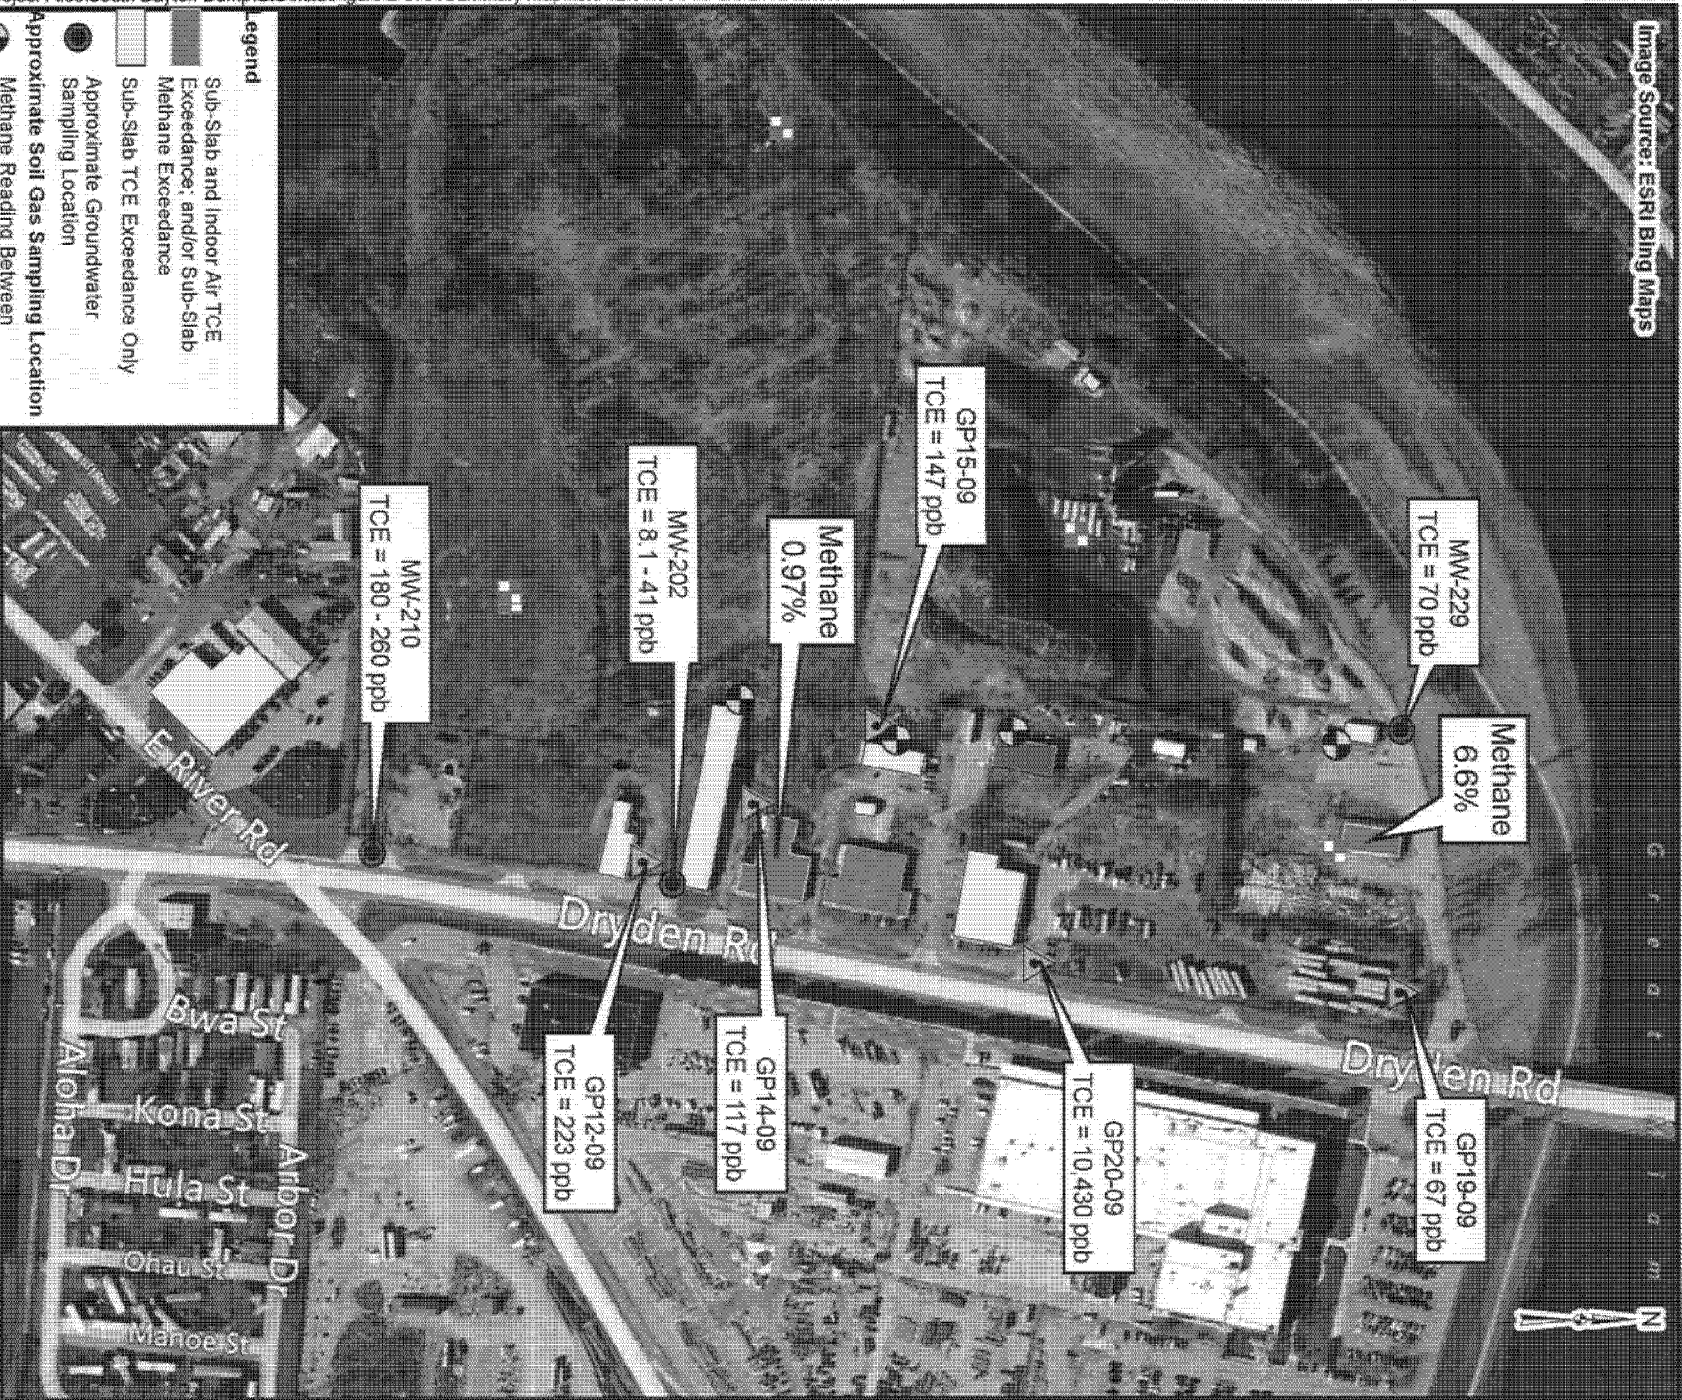 Image Source: ESRI Bing Maps
N
MW-229
TCE = 70 ppb
Methane
6.6%
GP19-09
TCE = 67 ppb
Dryden Rd
GP20-09
TCE = 10,430 ppb
GP15-09
TCE = 147 ppb
Methane
0.97%
GP14-09
TCE = 117 ppb
MW-202
TCE = 8.1 - 41 ppb
Dryden Rd
GP12-09
TCE = 223 ppb
MW-210
TCE = 180 - 260 ppb
E River Rd
Bwa St
Kona St
Hula St
Ohau St
Manoe St
Arbor Dr
Aloha Dr
Legend
Sub-Slab and Indoor Air TCE
Exceedance; and/or Sub-Slab
Methane Exceedance
Sub-Slab TCE Exceedance Only
Approximate Groundwater
Sampling Location
Approximate Soil Gas Sampling Location
Methane Reading Between